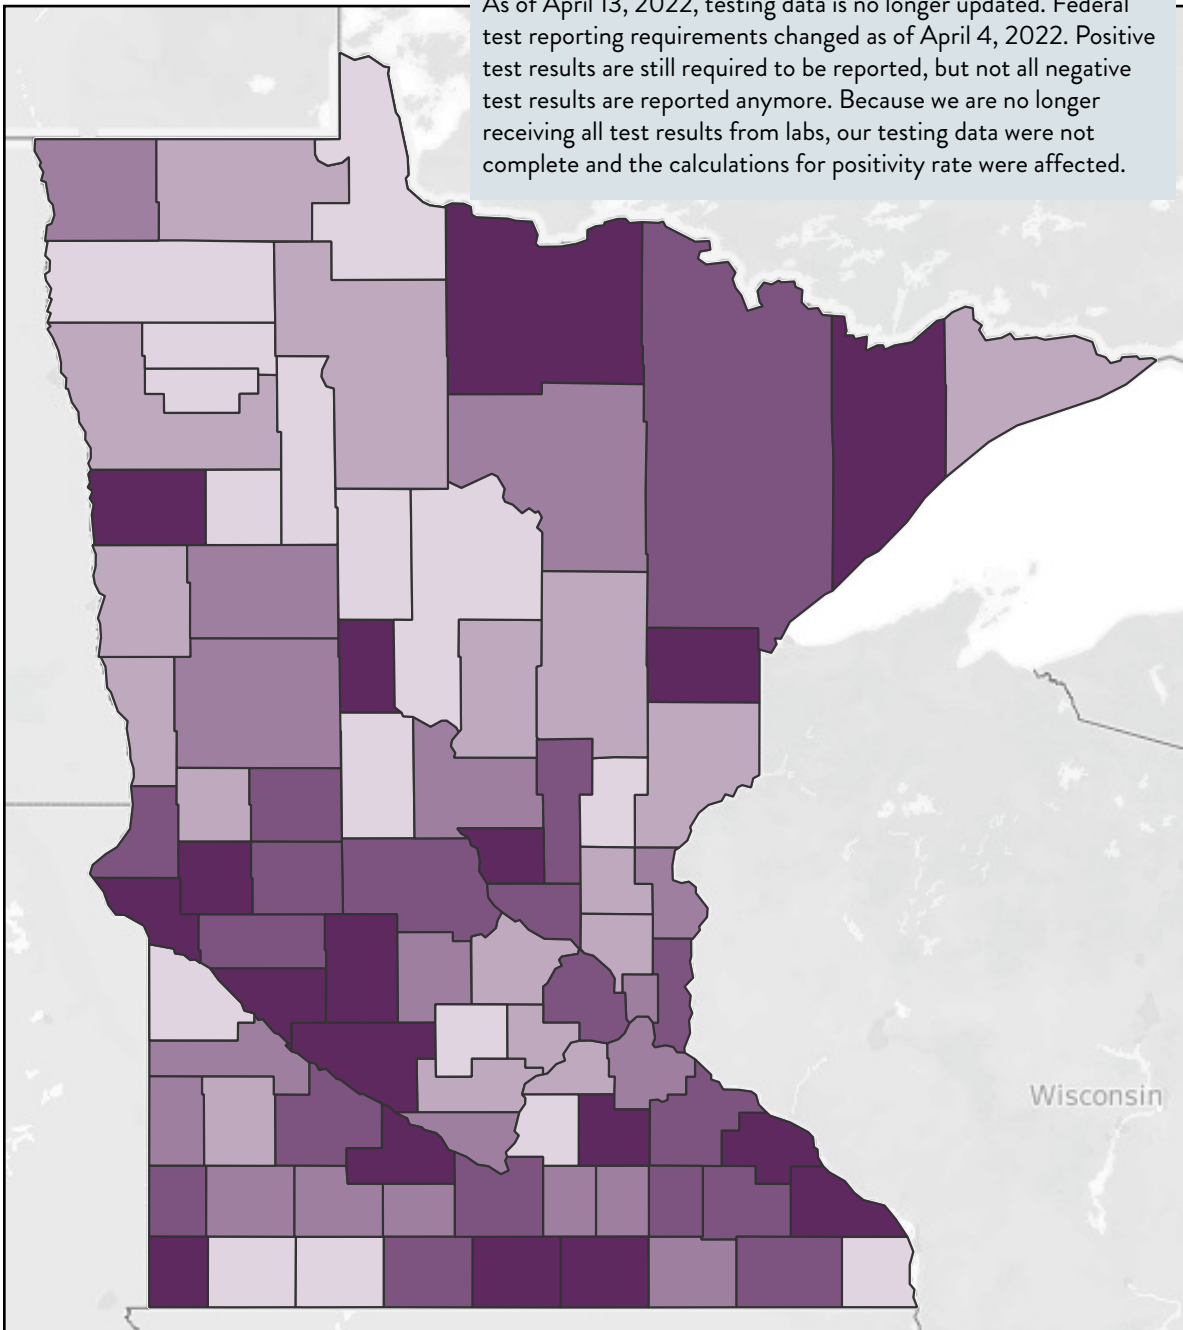 As of April 13, 2022, testing data is no longer updated. Federal
test reporting requirements changed as of April 4, 2022. Positive
test results are still required to be reported, but not all negative
test results are reported anymore. Because we are no longer
receiving all test results from labs, our testing data were not
complete and the calculations for positivity rate were affected.
Wisconsin